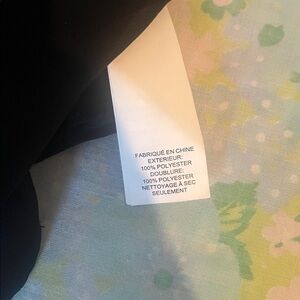 FABRIQUÉ EN CHINE
EXTERIEUR:
100% POLYESTER
DOUBLURE:
100% POLYESTER
NETTOYAGE À SEC
SEULEMENT